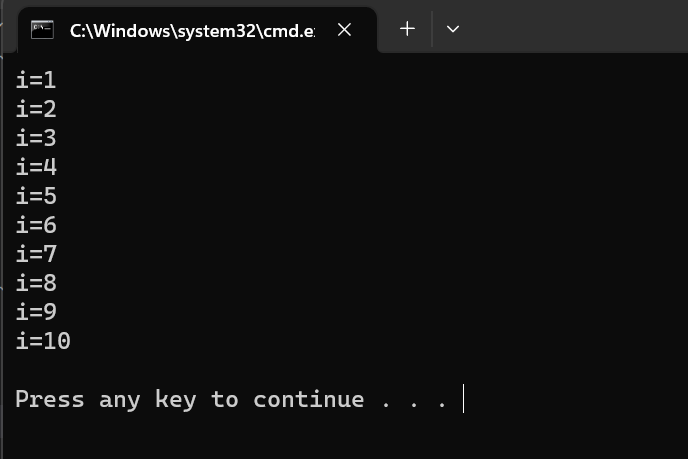 C:\Windows\system32\cmd.e
i=1
i=2
i=3
i=4
i=5
i=6
i=7
i=8
i=9
i=10
Press any key to continue . . .